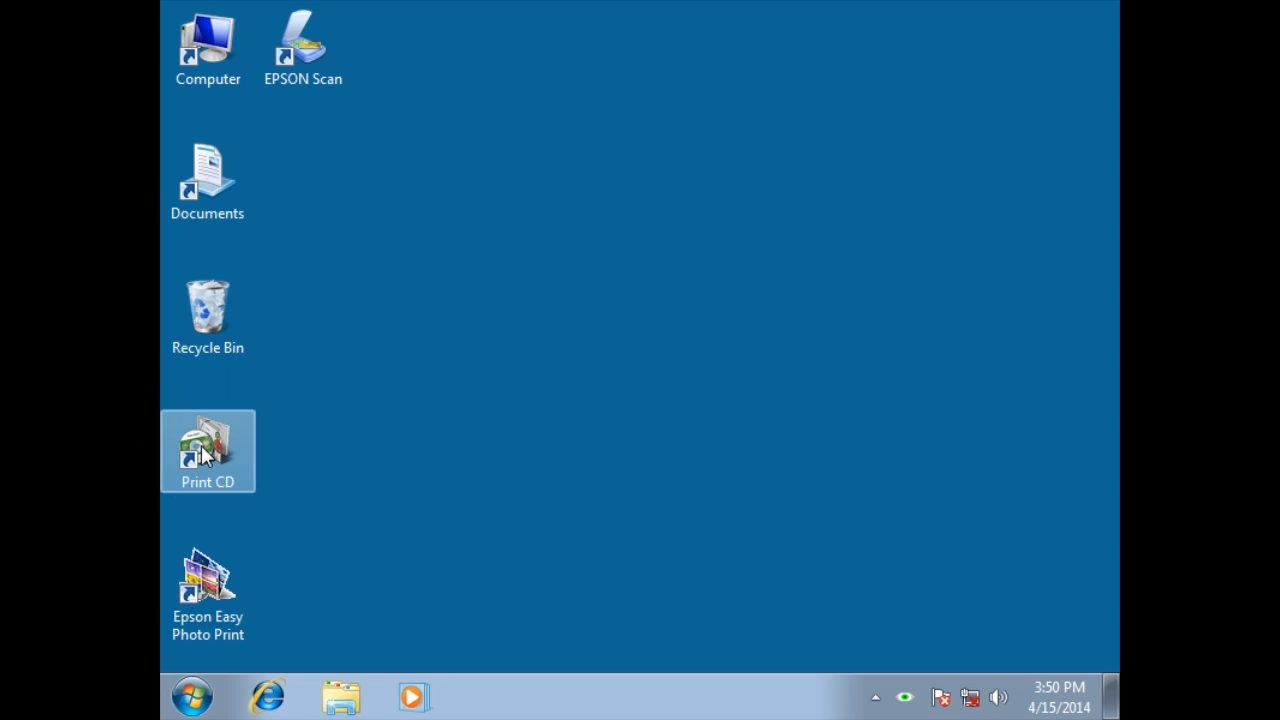 Computer
EPSON Scan
Documents
Recycle Bin
Print CD
Epson Easy
Photo Print
3:50 PM
4/15/2014